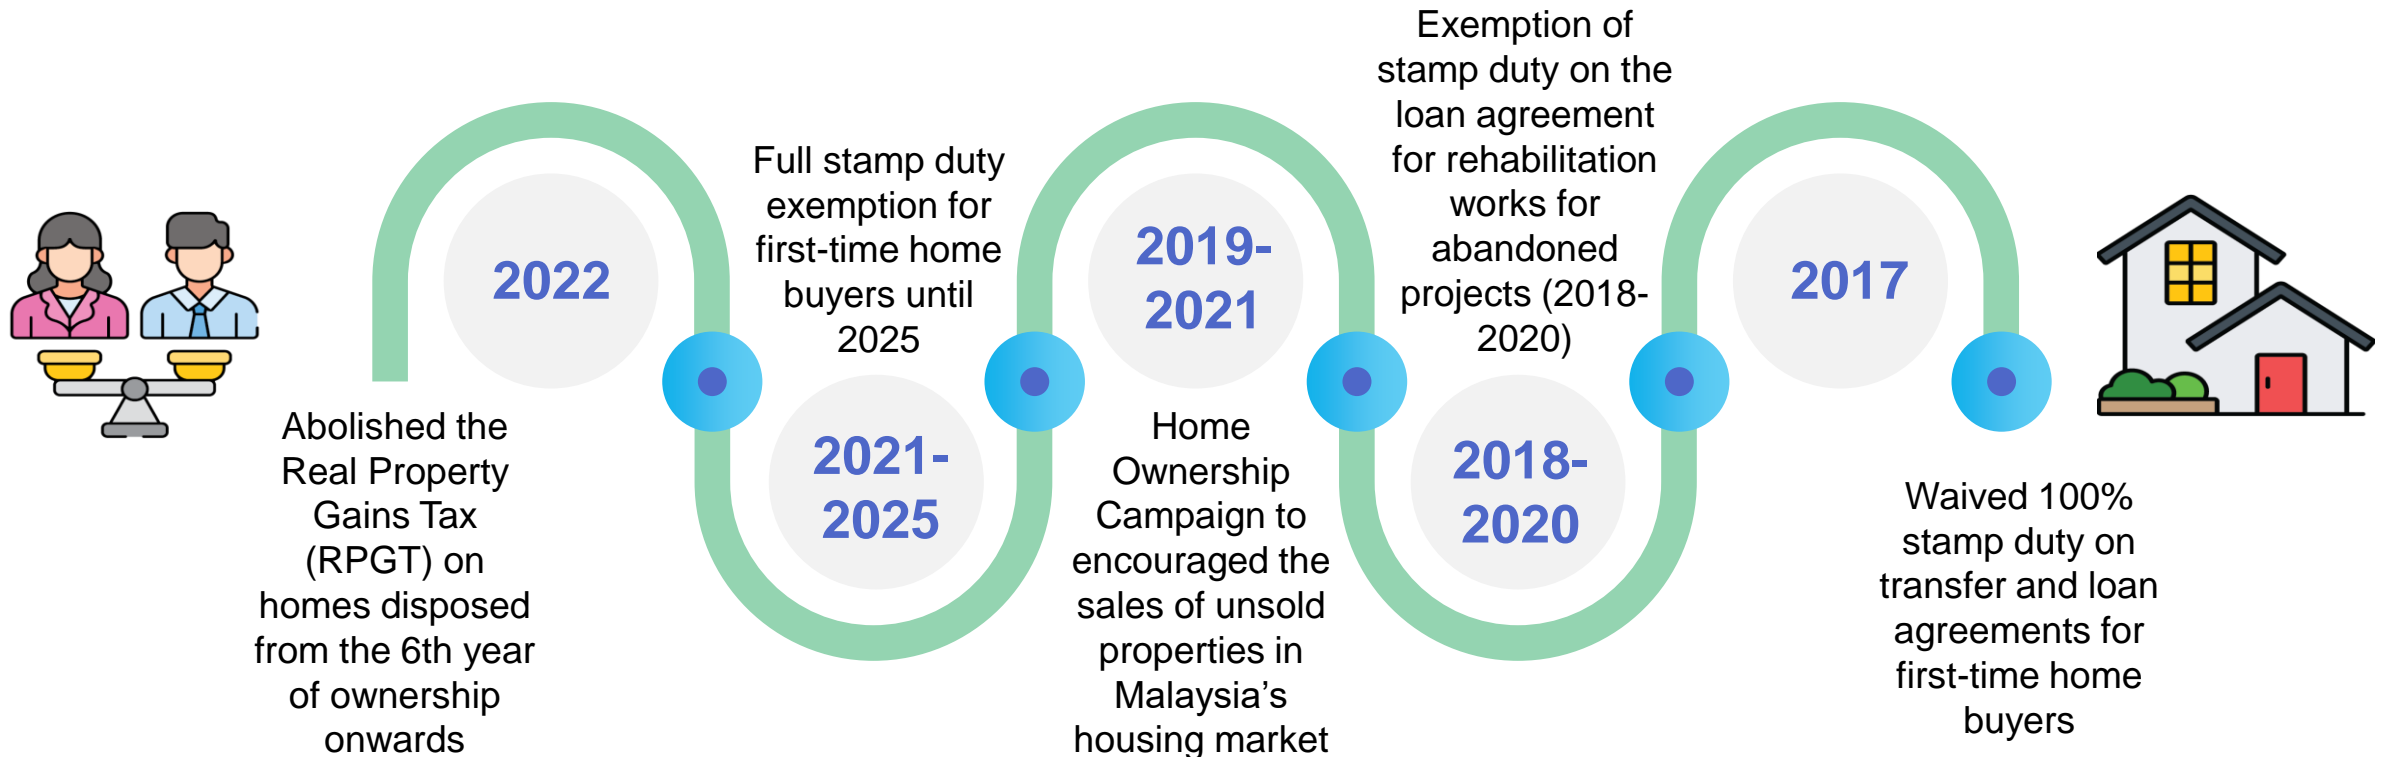 2022
Abolished the
Real Property
Gains Tax
(RPGT) on
homes disposed
from the 6th year
of ownership
onwards
Full stamp duty
exemption for
first-time home
buyers until
2025
2021-
2025
2019-
2021
Home
Ownership
Campaign to
encouraged the
sales of unsold
properties in
Malaysia’s
housing market
Exemption of
stamp duty on the
loan agreement
for rehabilitation
works for
abandoned
projects (2018-
2020)
2018-
2020
2017
Waived 100%
stamp duty on
transfer and loan
agreements for
first-time home
buyers